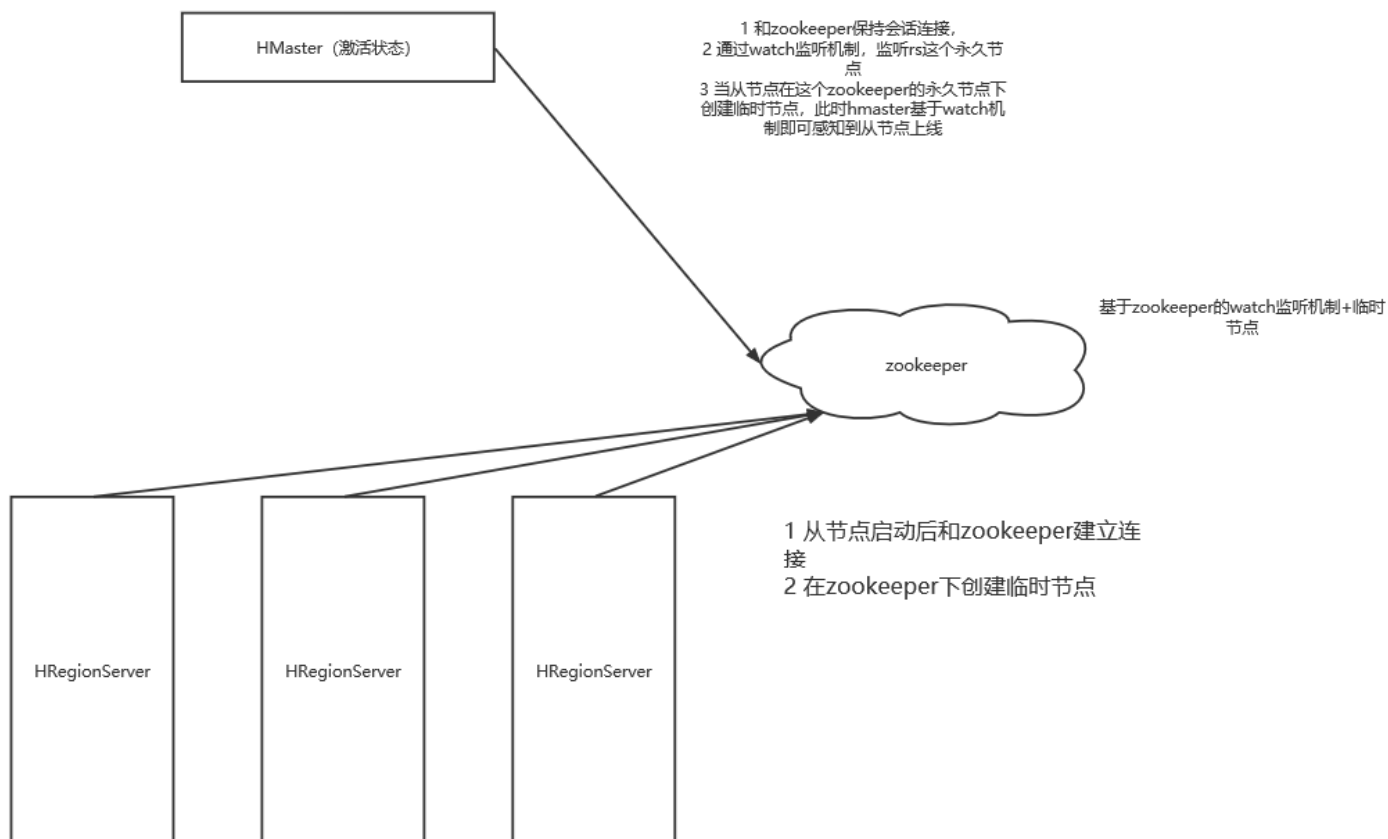 HMaster（激活状态）
1 和zookeeper保持会话连接，
2 通过watch监听机制，监听rs这个永久节
点
3 当从节点在这个zookeeper的永久节点下
创建临时节点，此时hmaster基于watch机
制即可感知到从节点上线
基于zookeeper的watch监听机制+临时
节点
zookeeper
1 从节点启动后和zookeeper建立连
接
2 在zookeeper下创建临时节点
HRegionServer
HRegionServer
HRegionServer